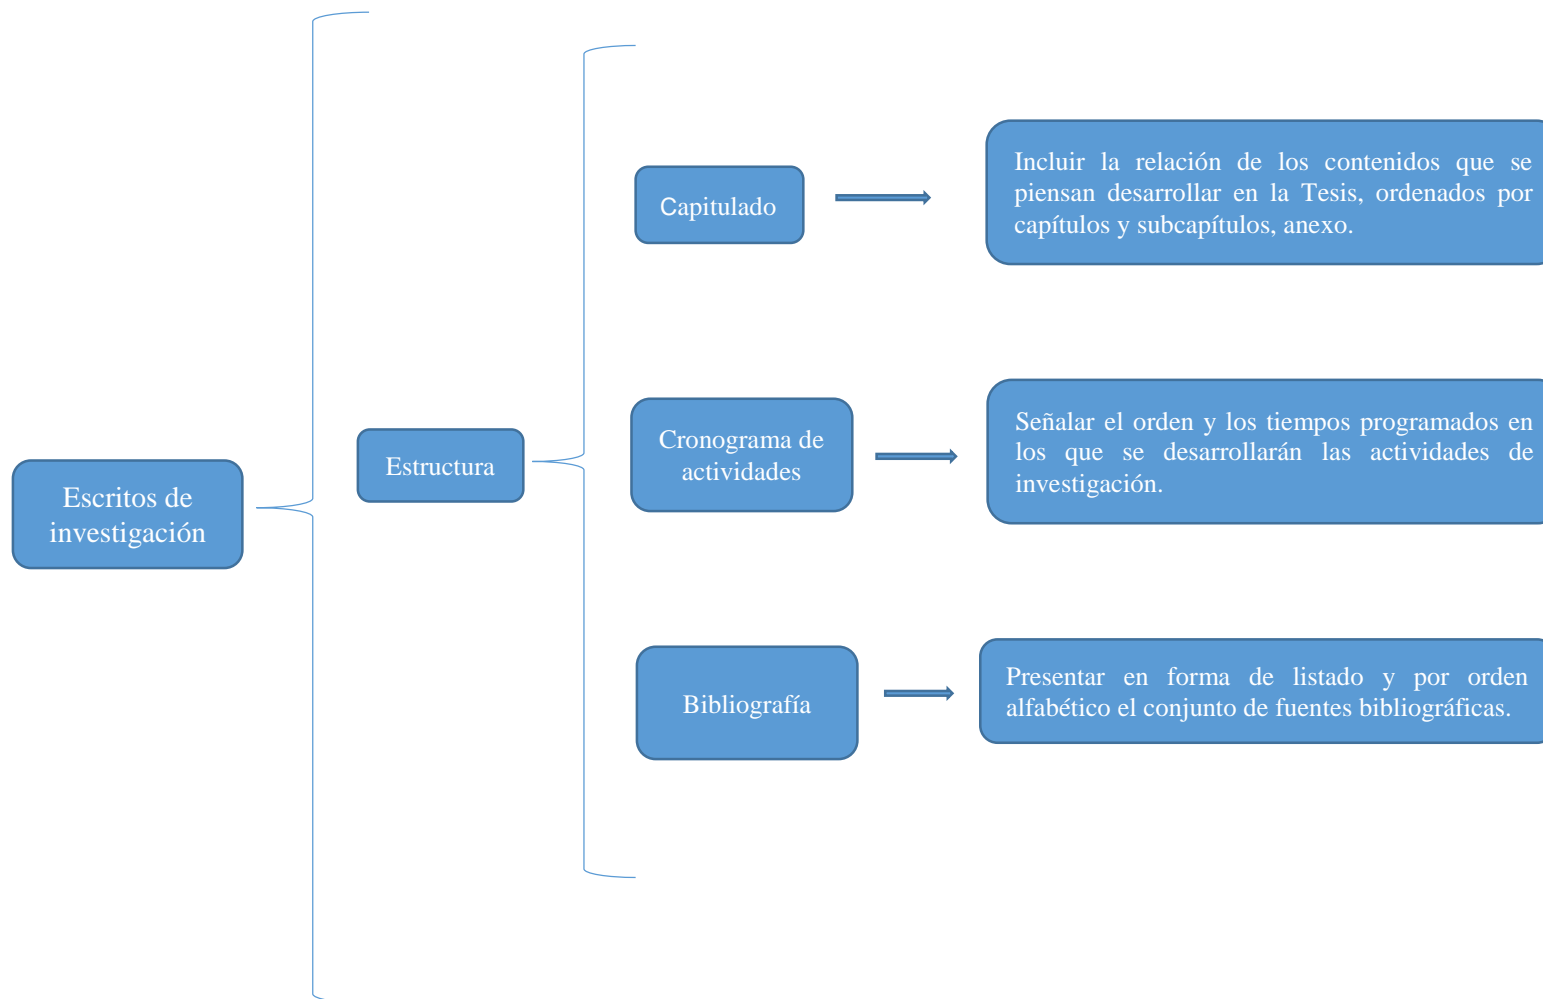 Escritos de
investigación
Estructura
Capitulado
Incluir la relación de los contenidos que se
piensan desarrollar en la Tesis, ordenados por
capítulos y subcapítulos, anexo.
Cronograma de
actividades
Señalar el orden y los tiempos programados en
los que se desarrollarán las actividades de
investigación.
Bibliografía
Presentar en forma de listado y por orden
alfabético el conjunto de fuentes bibliográficas.